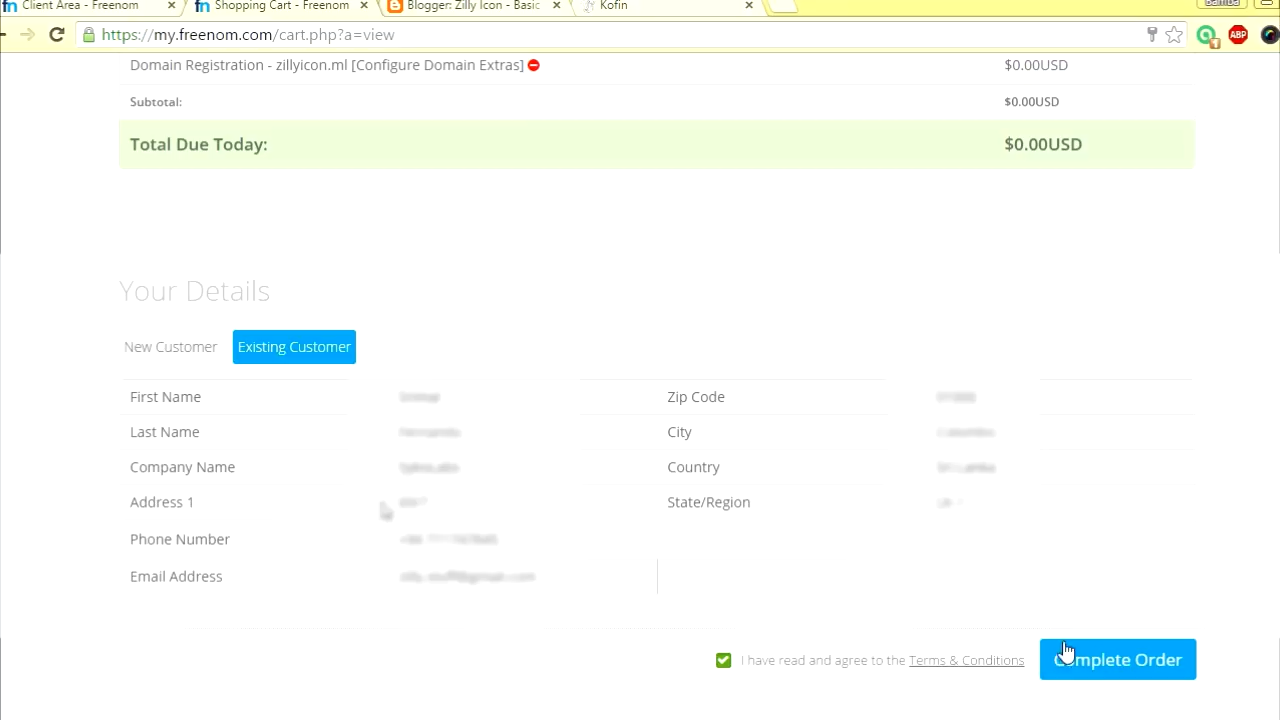 Client Area - Freenom
Shopping Cart - Freenom
Blogger: Zilly Icon - Basic
Kofin
https://my.freenom.com/cart.php?a=view
ABP
Domain Registration - zillyicon.ml [Configure Domain Extras]
$0.00USD
Subtotal:
$0.00USD
Total Due Today:
$0.00USD
Your Details
New Customer
Existing Customer
First Name
Zip Code
Last Name
City
Company Name
Country
Address 1
State/Region
Phone Number
Email Address
I have read and agree to the Terms & Conditions
Complete Order